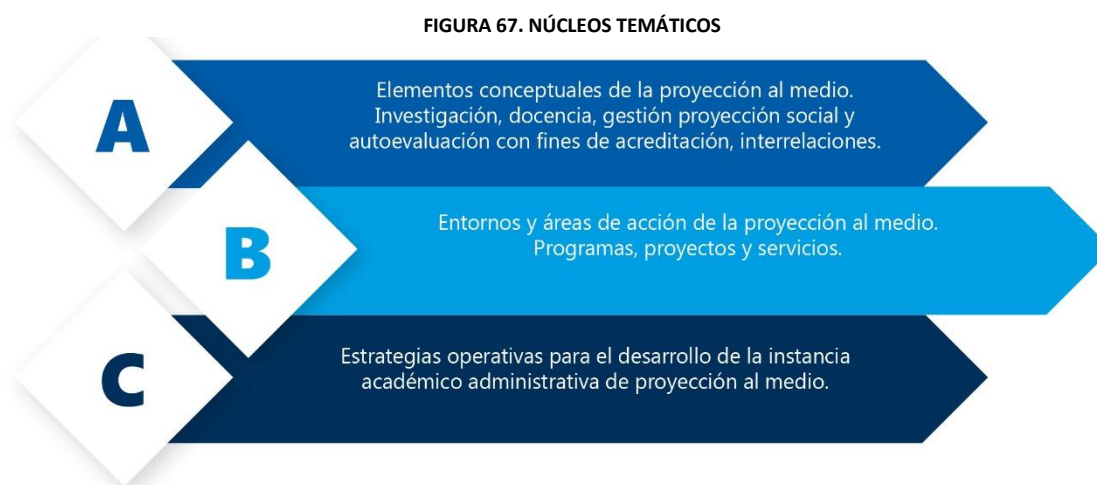 FIGURA 67. NÚCLEOS TEMÁTICOS
A
Elementos conceptuales de la proyección al medio.
Investigación, docencia, gestión proyección social y
autoevaluación con fines de acreditación, interrelaciones.
B
Entornos y áreas de acción de la proyección al medio.
Programas, proyectos y servicios.
C
Estrategias operativas para el desarrollo de la instancia
académico administrativa de proyección al medio.